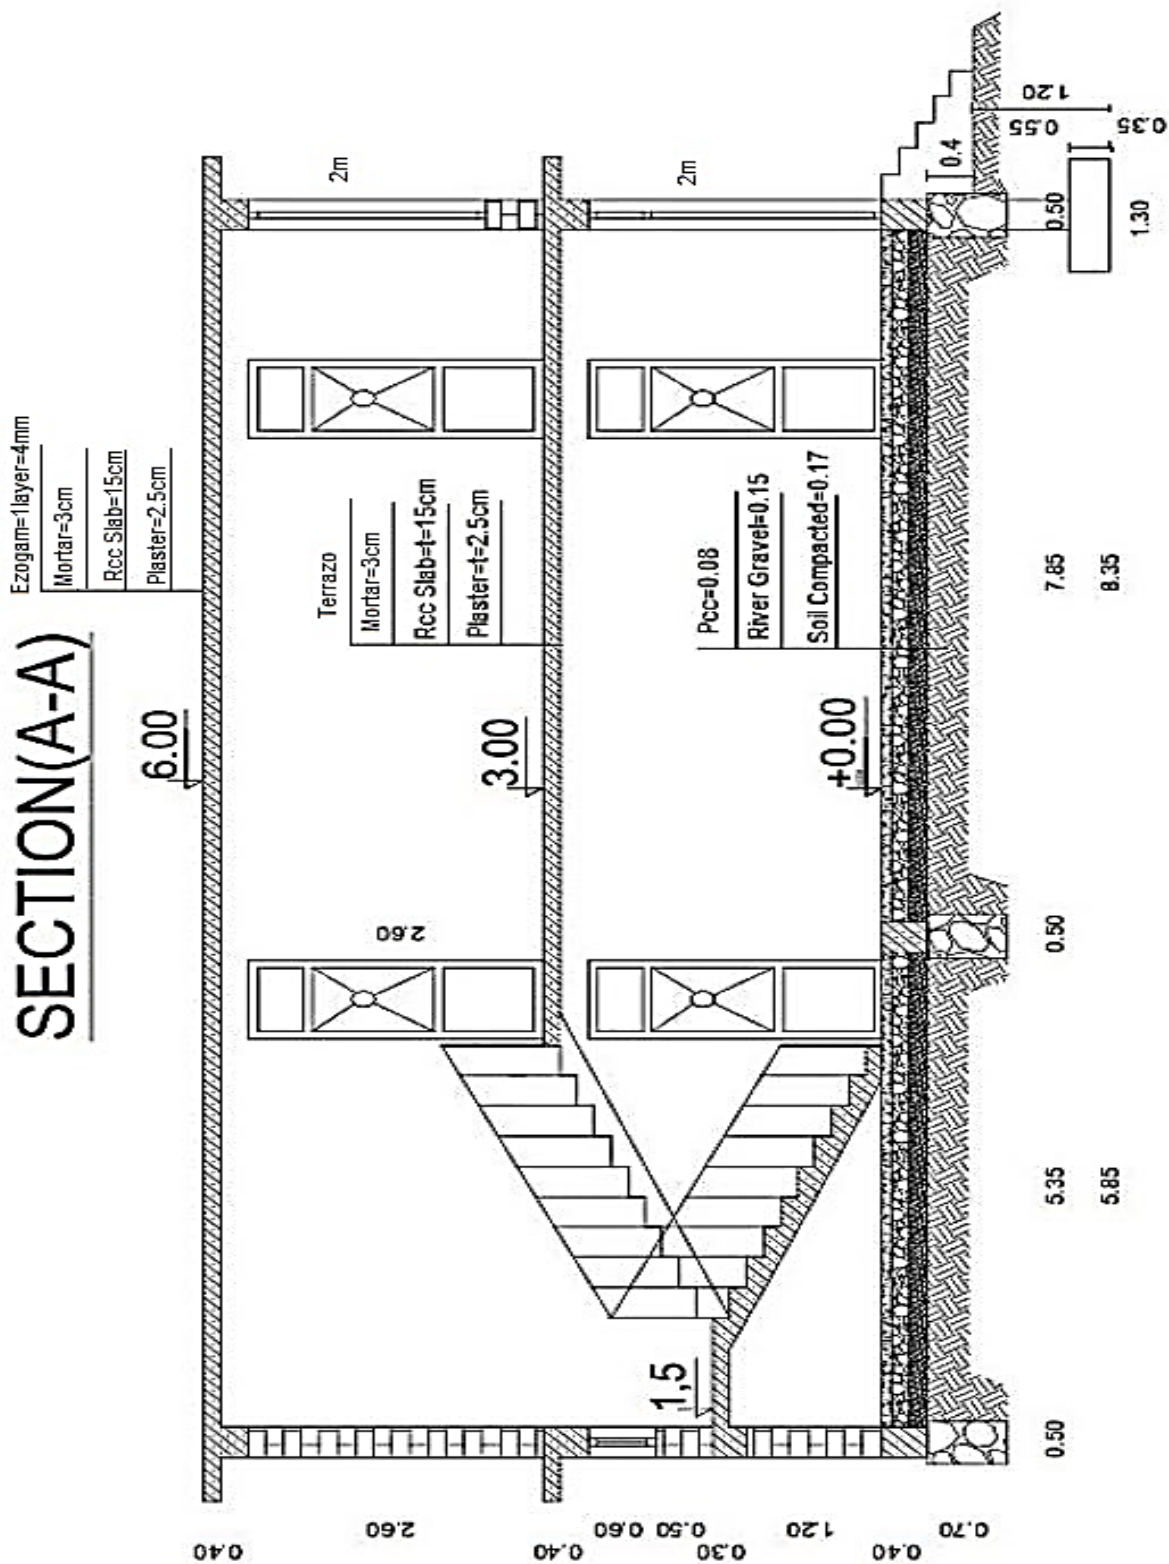 SECTION(A-A)
Ezogam=1layer=4mm
Mortar=3cm
Rcc Slab=15cm
Plaster=2.5cm
6.00
2m
Terrazo
Mortar=3cm
Rcc Slab=t=15cm
Plaster=t=2.5cm
3.00
2m
2.60
Pcc=0.08
River Gravel=0.15
Soil Compacted=0.17
+0.00
1,5
0.40
2.60
0.40
0.60
0.50
0.30
1.20
0.40
0.70
0.4
1.20
0.55
0.35
0.50
5.35
0.50
7.85
0.50
5.85
8.35
1.30